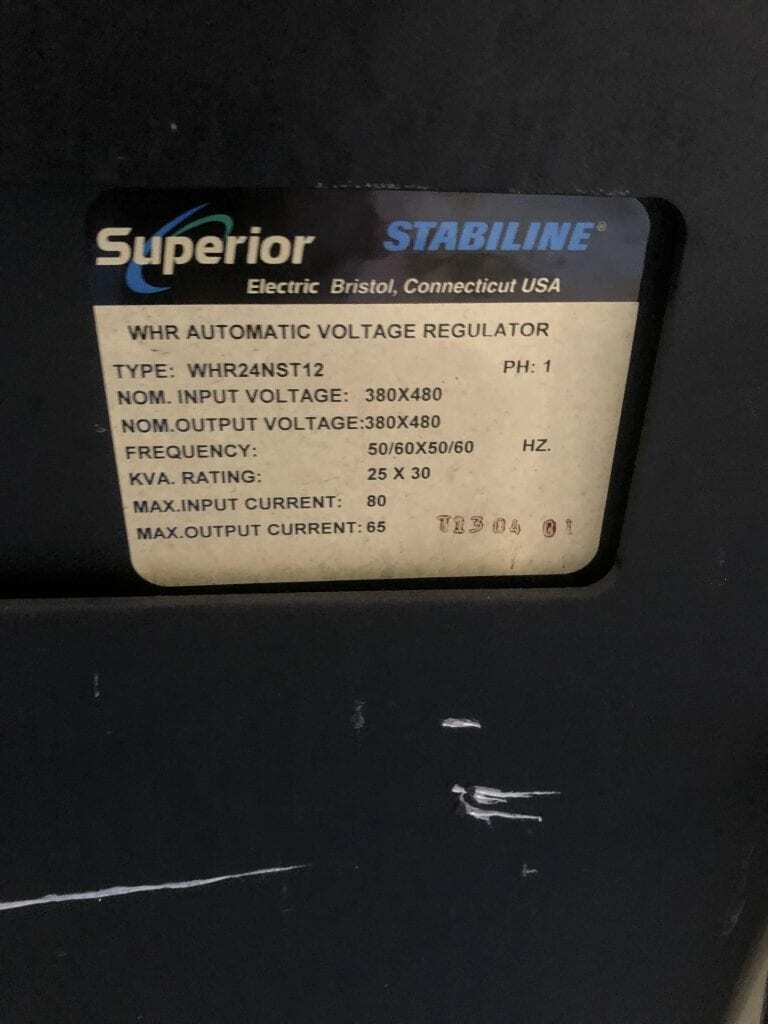 Superior STABILINE®
Electric Bristol, Connecticut USA
WHR AUTOMATIC VOLTAGE REGULATOR
TYPE: WHR24NST12 PH: 1
NOM. INPUT VOLTAGE: 380X480
NOM.OUTPUT VOLTAGE:380X480
FREQUENCY: 50/60X50/60 HZ.
KVA. RATING: 25 X 30
MAX.INPUT CURRENT: 80
MAX.OUTPUT CURRENT: 65 04